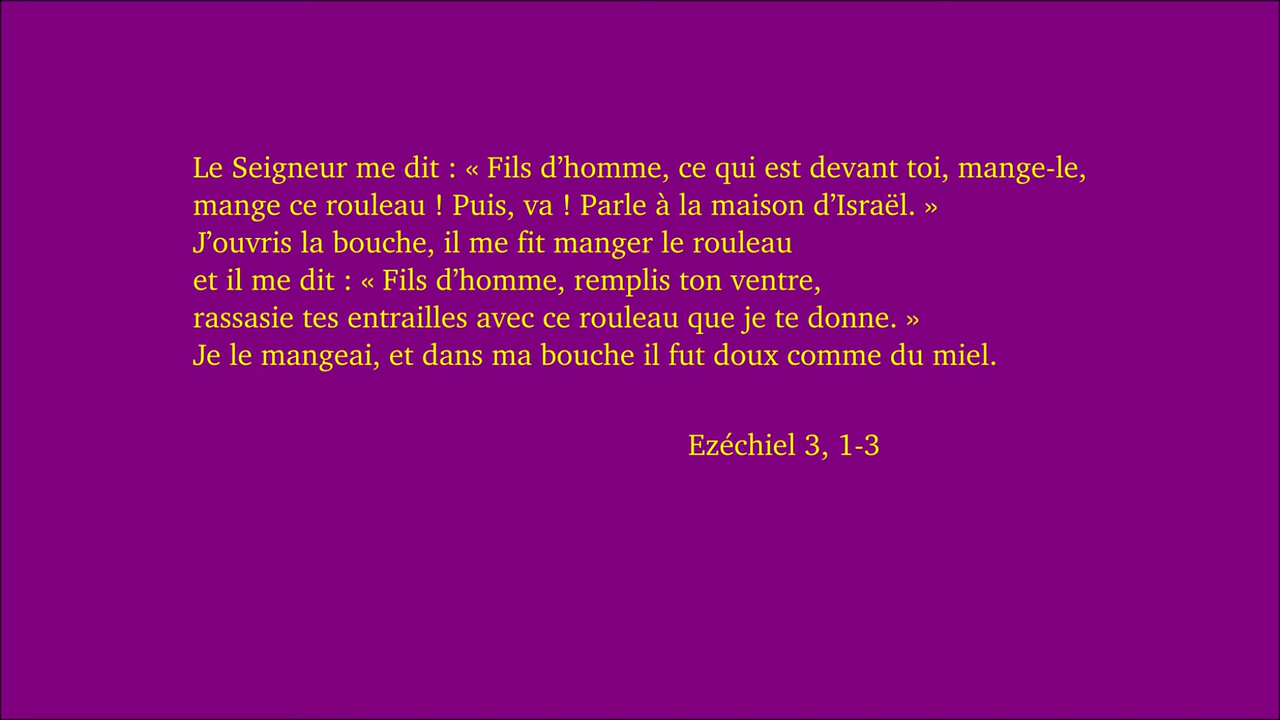 Le Seigneur me dit : « Fils d’homme, ce qui est devant toi, mange-le,
mange ce rouleau ! Puis, va ! Parle à la maison d’Israël. »
J’ouvris la bouche, il me fit manger le rouleau
et il me dit : « Fils d’homme, remplis ton ventre,
rassasie tes entrailles avec ce rouleau que je te donne. »
Je le mangeai, et dans ma bouche il fut doux comme du miel.
Ezéchiel 3, 1-3